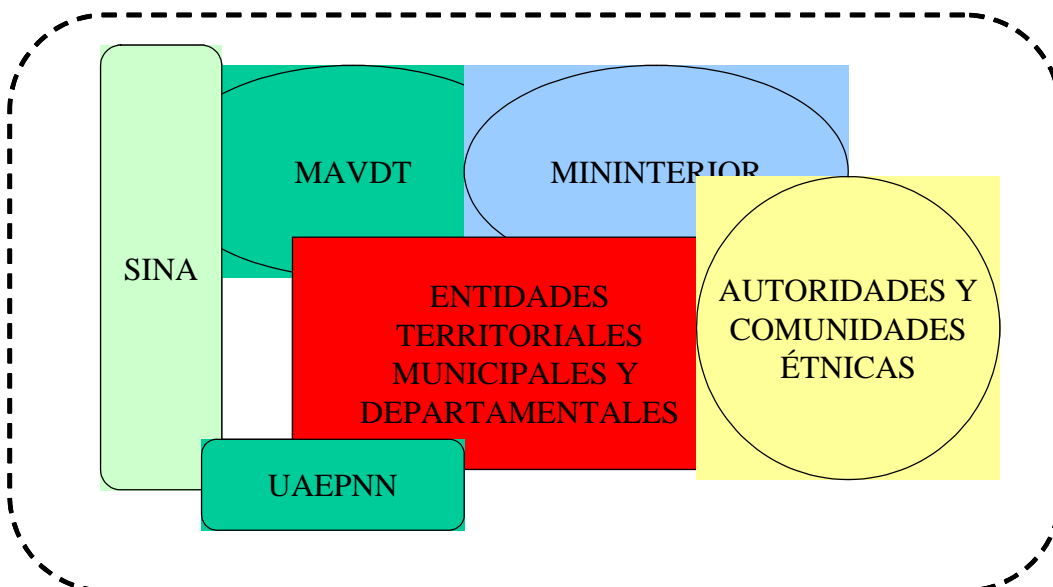 MAVDT
MININTERIOR
SINA
ENTIDADES
TERRITORIALES
MUNICIPALES Y
DEPARTAMENTALES
AUTORIDADES Y
COMUNIDADES
ÉTNICAS
UAEPNN